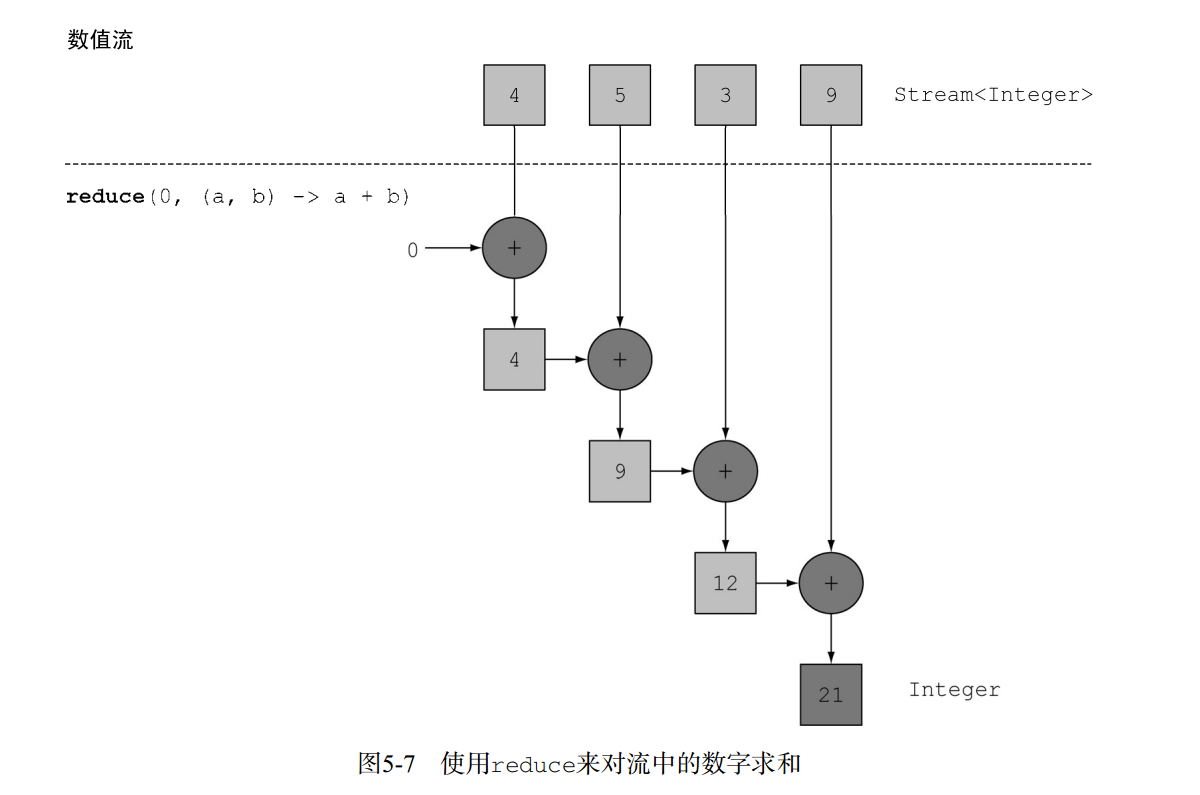 数值流
4 5 3 9 Stream<Integer>
reduce(0, (a, b) -> a + b)
0 +
4 +
9 +
12 +
21 Integer
图5-7 使用reduce来对流中的数字求和